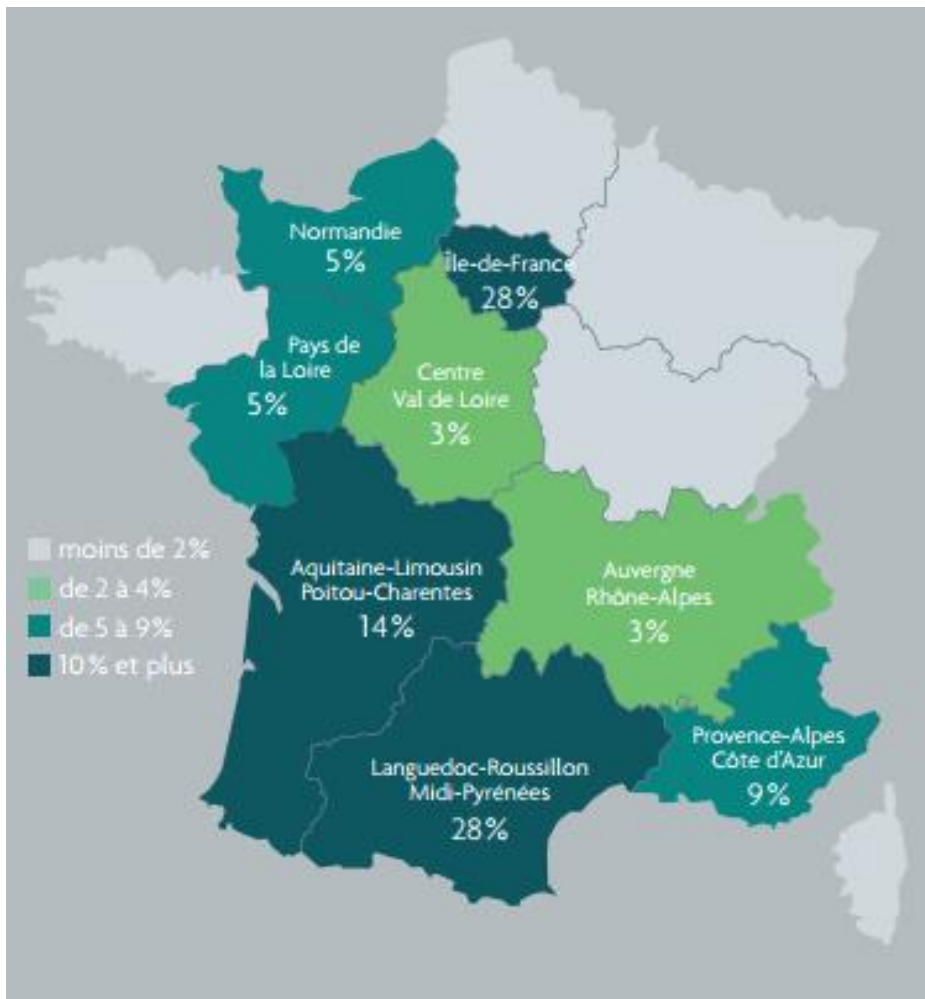 Normandie
5%
Île-de-France
28%
Pays de
la Loire
5%
Centre
Val de Loire
3%
moins de 2%
de 2 à 4%
de 5 à 9%
10% et plus
Aquitaine-Limousin
Poitou-Charentes
14%
Auvergne
Rhône-Alpes
3%
Provence-Alpes
Côte d'Azur
9%
Languedoc-Roussillon
Midi-Pyrénées
28%